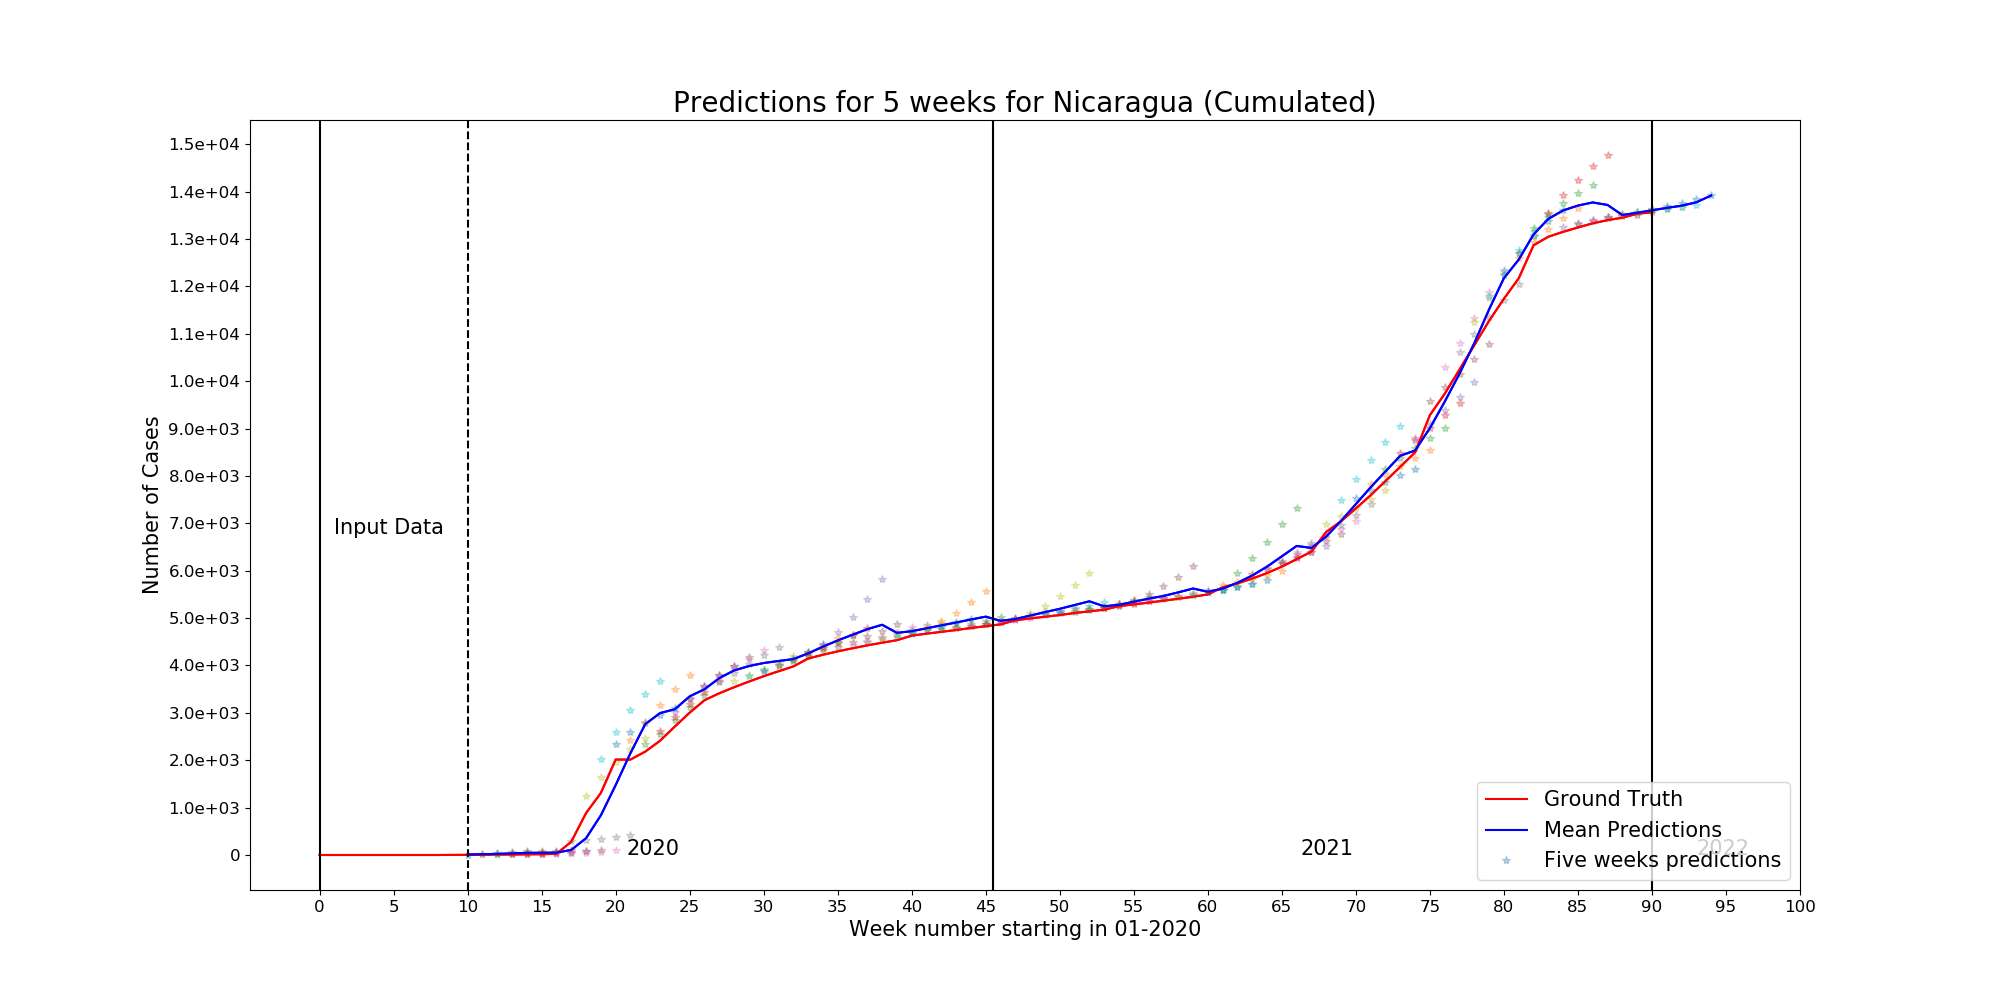 Predictions for 5 weeks for Nicaragua (Cumulated)
1.5e+04
1.4e+04
1.3e+04
1.2e+04
1.1e+04
1.0e+04
9.0e+03
8.0e+03
7.0e+03
6.0e+03
5.0e+03
4.0e+03
3.0e+03
2.0e+03
1.0e+03
0
Number of Cases
Input Data
2020
2021
2022
Ground Truth
Mean Predictions
Five weeks predictions
0 5 10 15 20 25 30 35 40 45 50 55 60 65 70 75 80 85 90 95 100
Week number starting in 01-2020